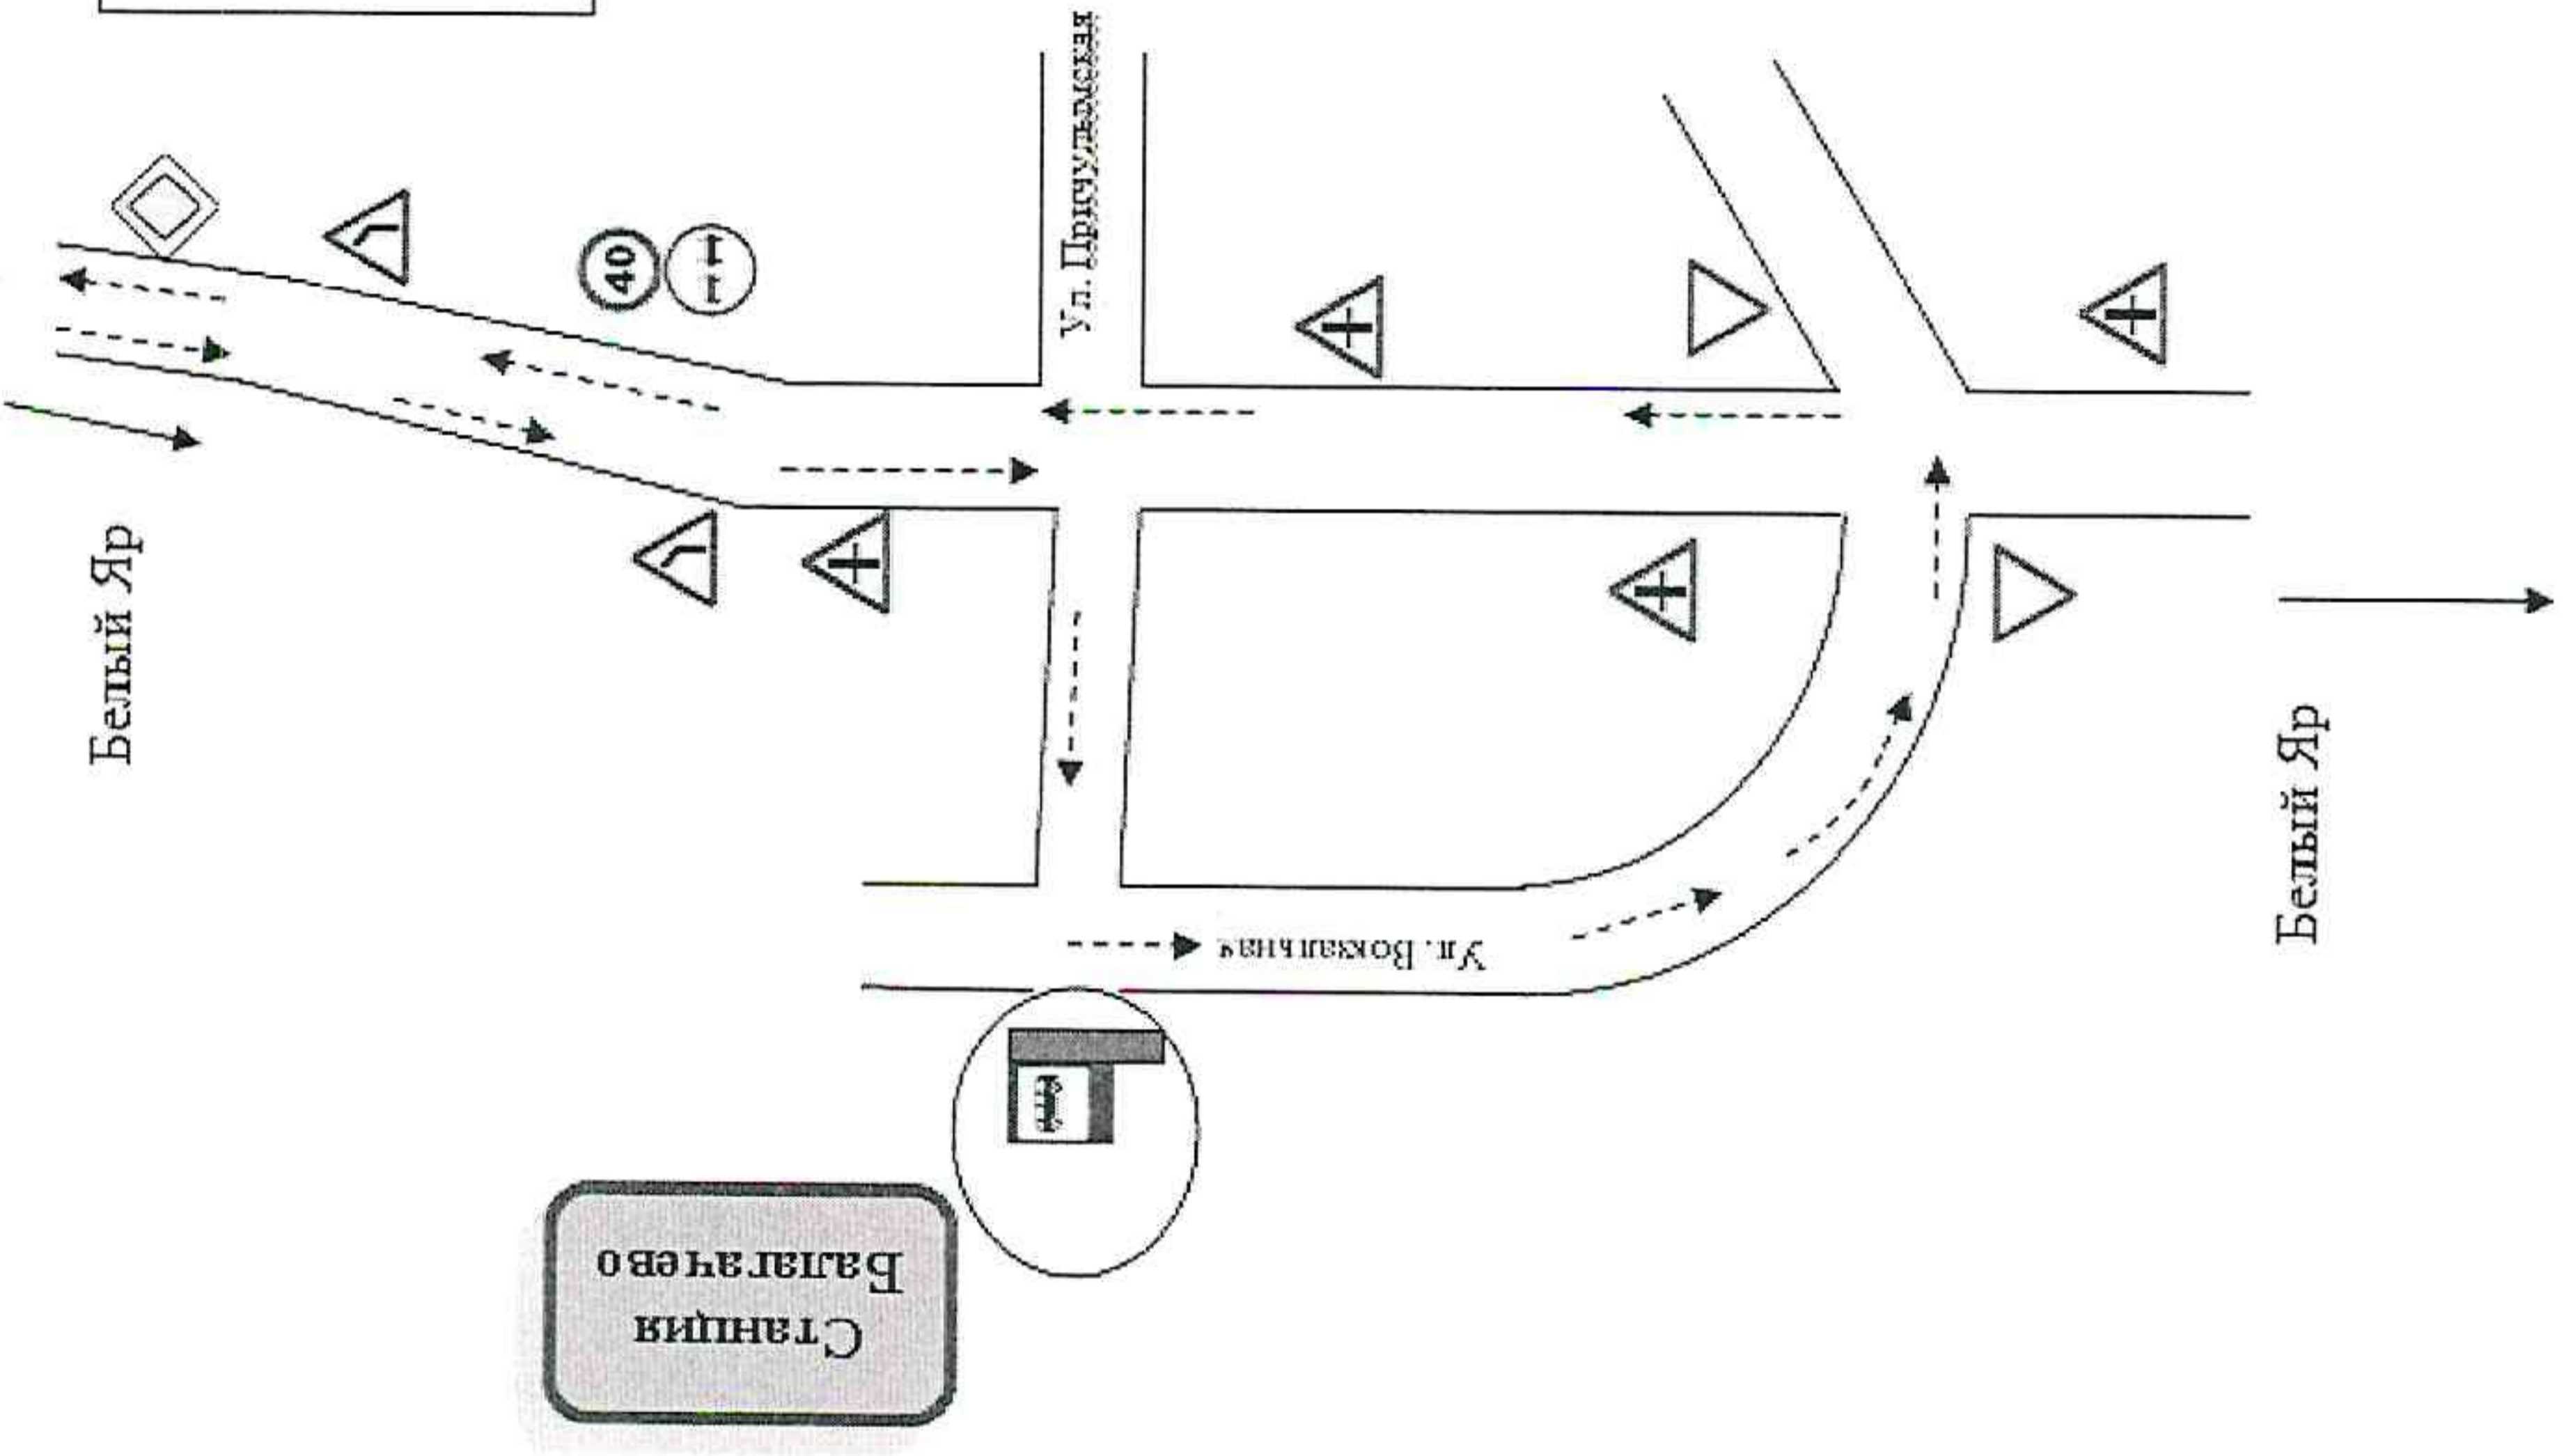 Белый Яр
40
Ул. Причулымская
Ул. Вокзальная
Станция
Балагачево
Белый Яр